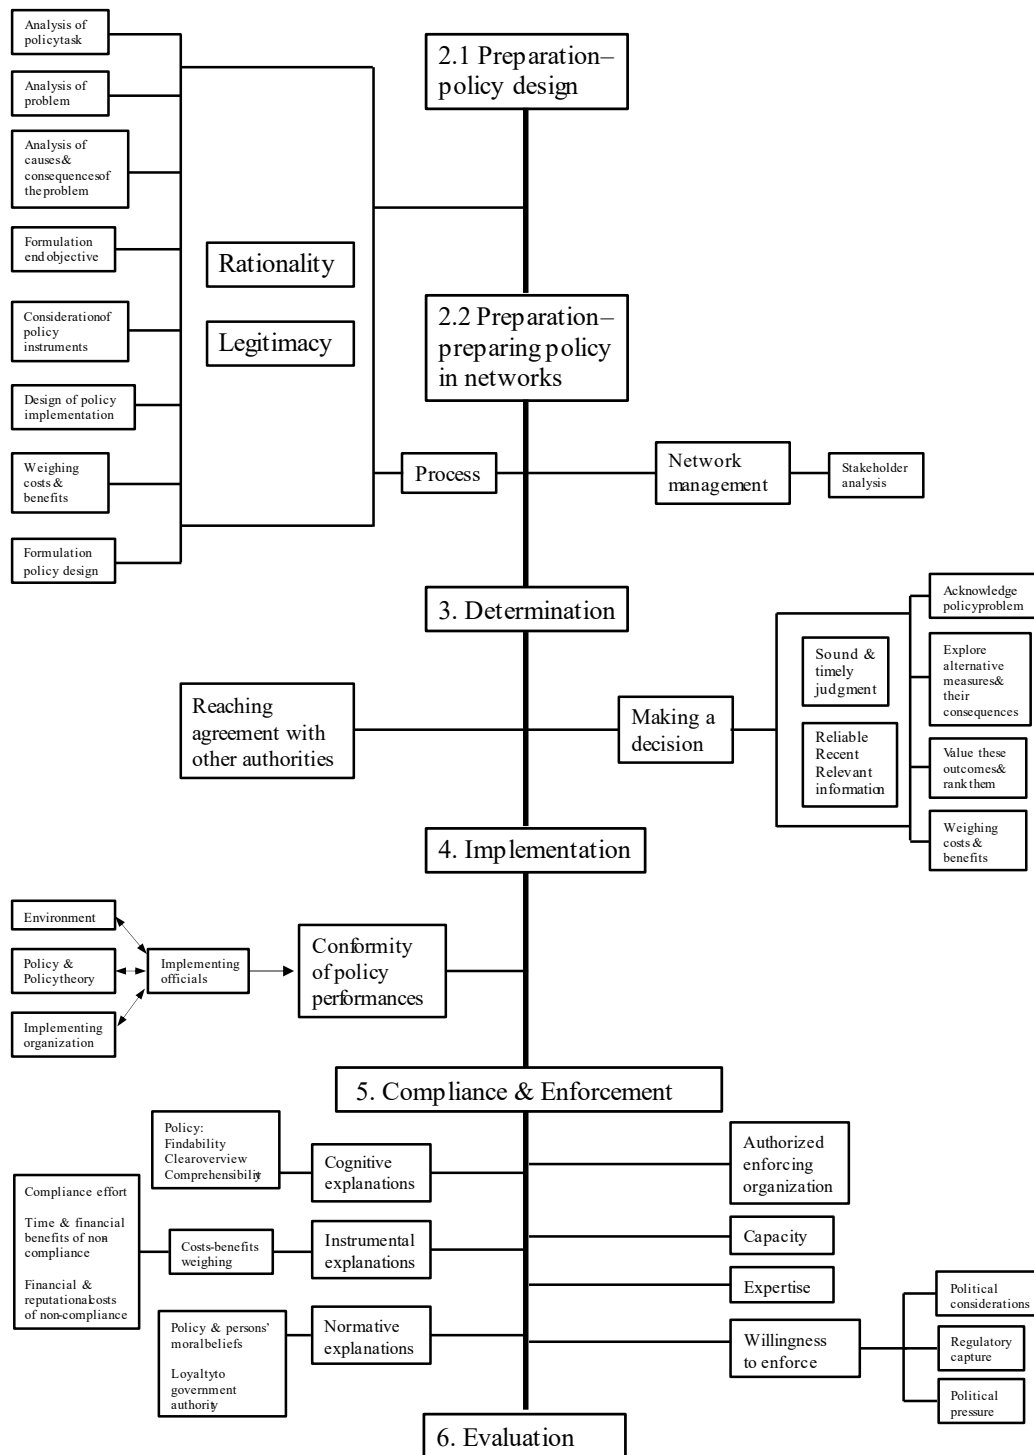 Analysis of
policytask
2.1 Preparation–
policy design
Analysis of
problem
Analysis of
causes &
consequencesof
theproblem
Formulation
endobjective
Rationality
Considerationof
policy
instruments
Legitimacy
2.2 Preparation–
preparing policy
in networks
Design of policy
implementation
Weighing
costs &
benefits
Process
Network
management
Stakeholder
analysis
Formulation
policy design
3. Determination
Reaching
agreement with
other authorities
Making a
decision
Sound &
timely
judgment
Reliable
Recent
Relevant
information
Acknowledge
policyproblem
Explore
alternative
measures&
their
consequences
Value these
outcomes&
rankthem
Weighing
costs &
benefits
4. Implementation
Environment
Policy &
Policytheory
Implementing
organization
Implementing
officials
Conformity
of policy
performances
5. Compliance & Enforcement
Policy:
Findability
Clearoverview
Comprehensibility
Cognitive
explanations
Compliance effort
Time & financial
benefits of non-
compliance
Financial &
reputationalcosts
of non-compliance
Costs-benefits
weighing
Instrumental
explanations
Policy & persons’
moralbeliefs
Loyaltyto
government
authority
Normative
explanations
Authorized
enforcing
organization
Capacity
Expertise
Willingness
to enforce
Political
considerations
Regulatory
capture
Political
pressure
6. Evaluation